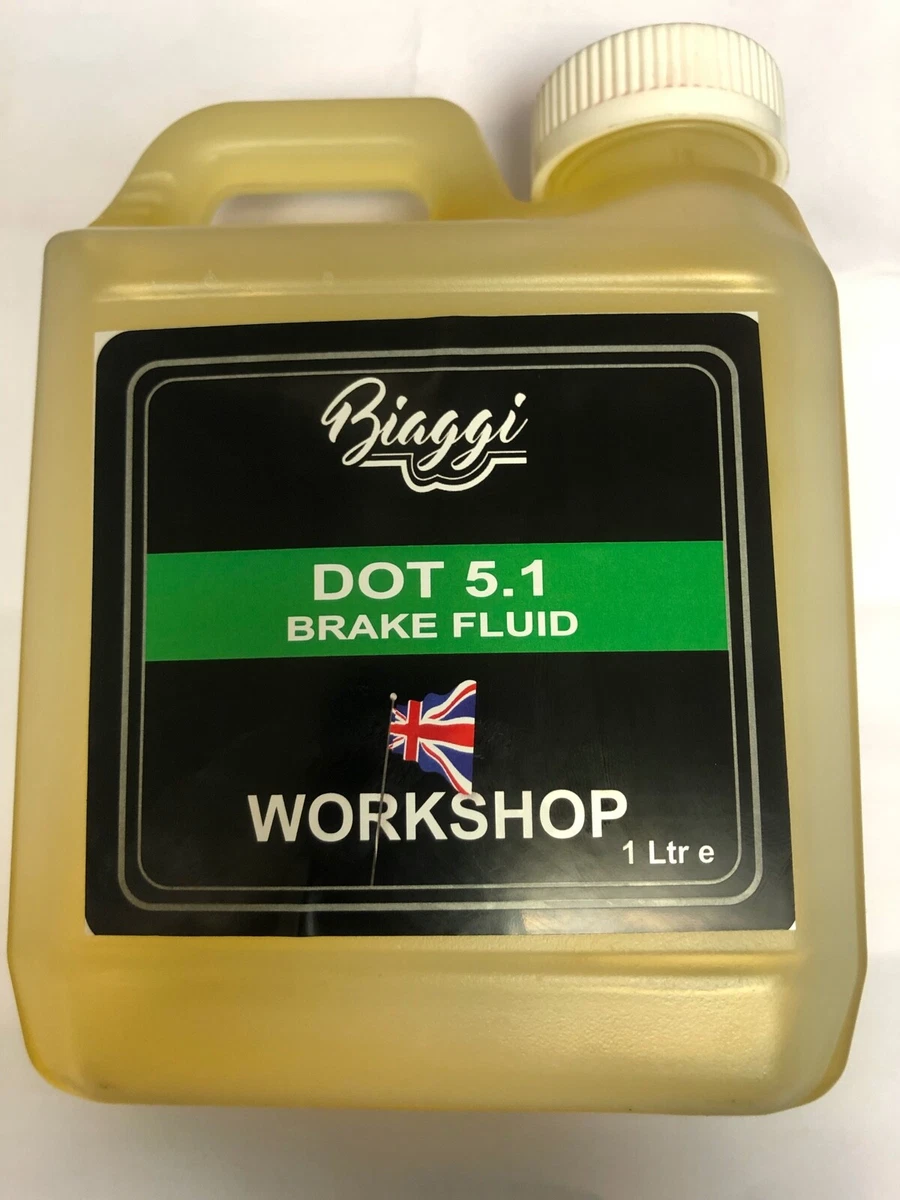 Biaggi
DOT 5.1
BRAKE FLUID
WORKSHOP
1 Ltr e